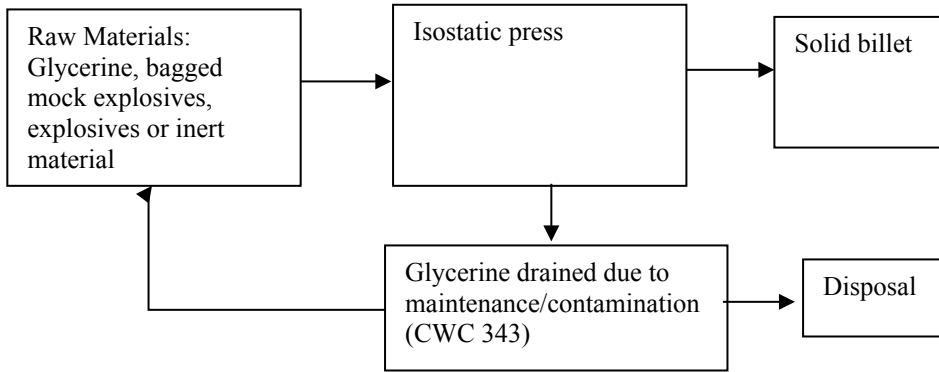 Raw Materials:
Glycerine, bagged
mock explosives,
explosives or inert
material
Isostatic press
Solid billet
Glycerine drained due to
maintenance/contamination
(CWC 343)
Disposal